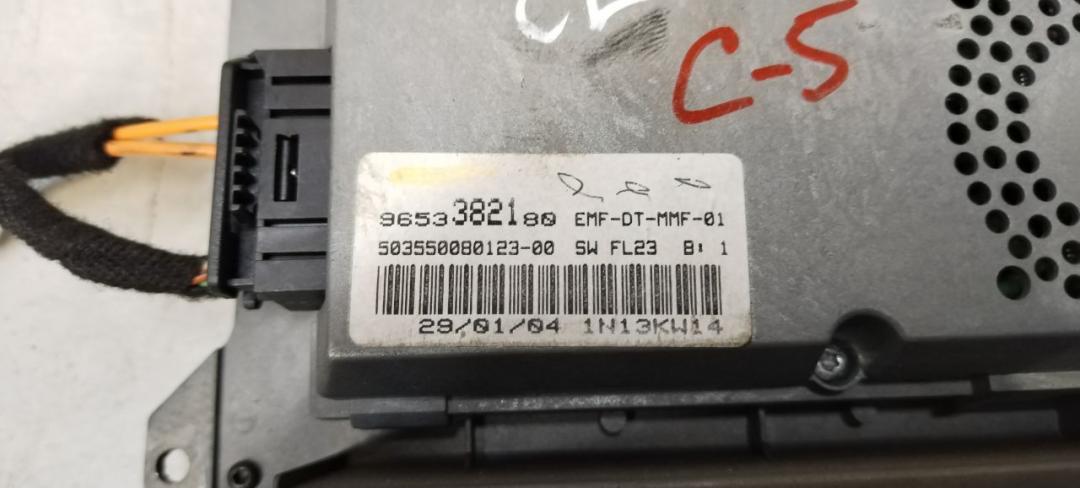 C-5
9653382180 EMF-DT-MMF-01
503550080123-00 SW FL23 B: 1
29/01/04 1N13KW14